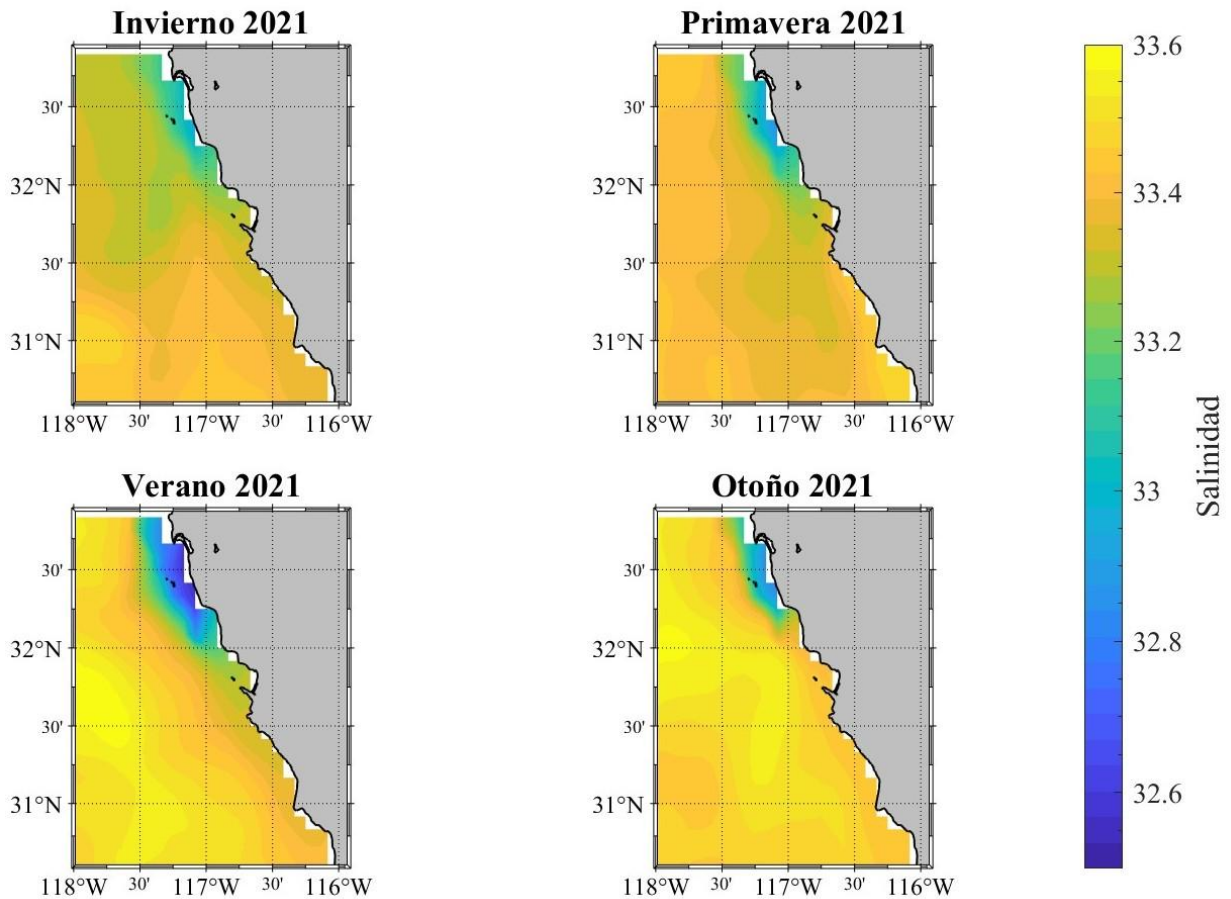 Invierno 2021
30'
32°N
30'
31°N
118°W 30' 117°W 30' 116°W
Primavera 2021
30'
32°N
30'
31°N
118°W 30' 117°W 30' 116°W
Verano 2021
30'
32°N
30'
31°N
118°W 30' 117°W 30' 116°W
Otoño 2021
30'
32°N
30'
31°N
118°W 30' 117°W 30' 116°W
33.6
33.4
33.2
33
32.8
32.6
Salinidad